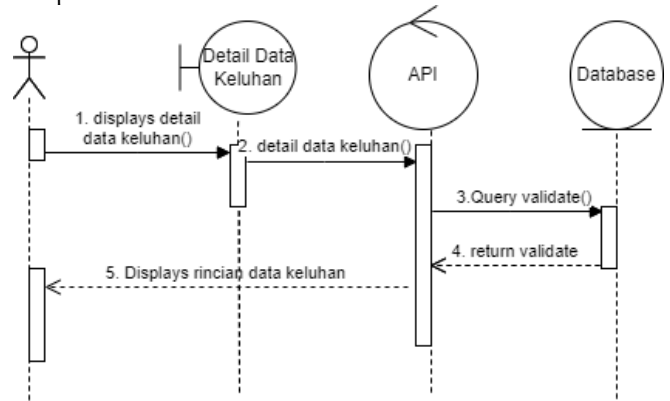 Detail Data
Keluhan
API
Database
1. displays detail
data keluhan()
2. detail data keluhan()
3.Query validate()
4. return validate
5. Displays rincian data keluhan